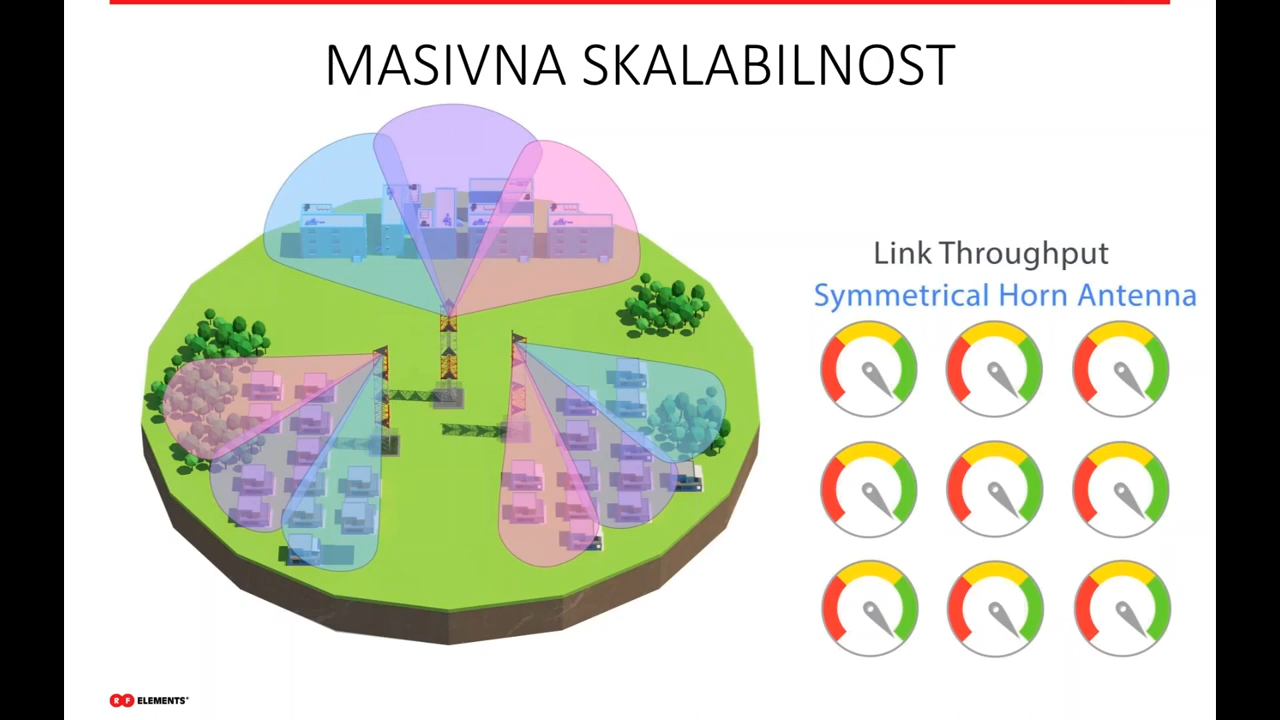 MASIVNA SKALABILNOST
Link Throughput
Symmetrical Horn Antenna
RF ELEMENTS®